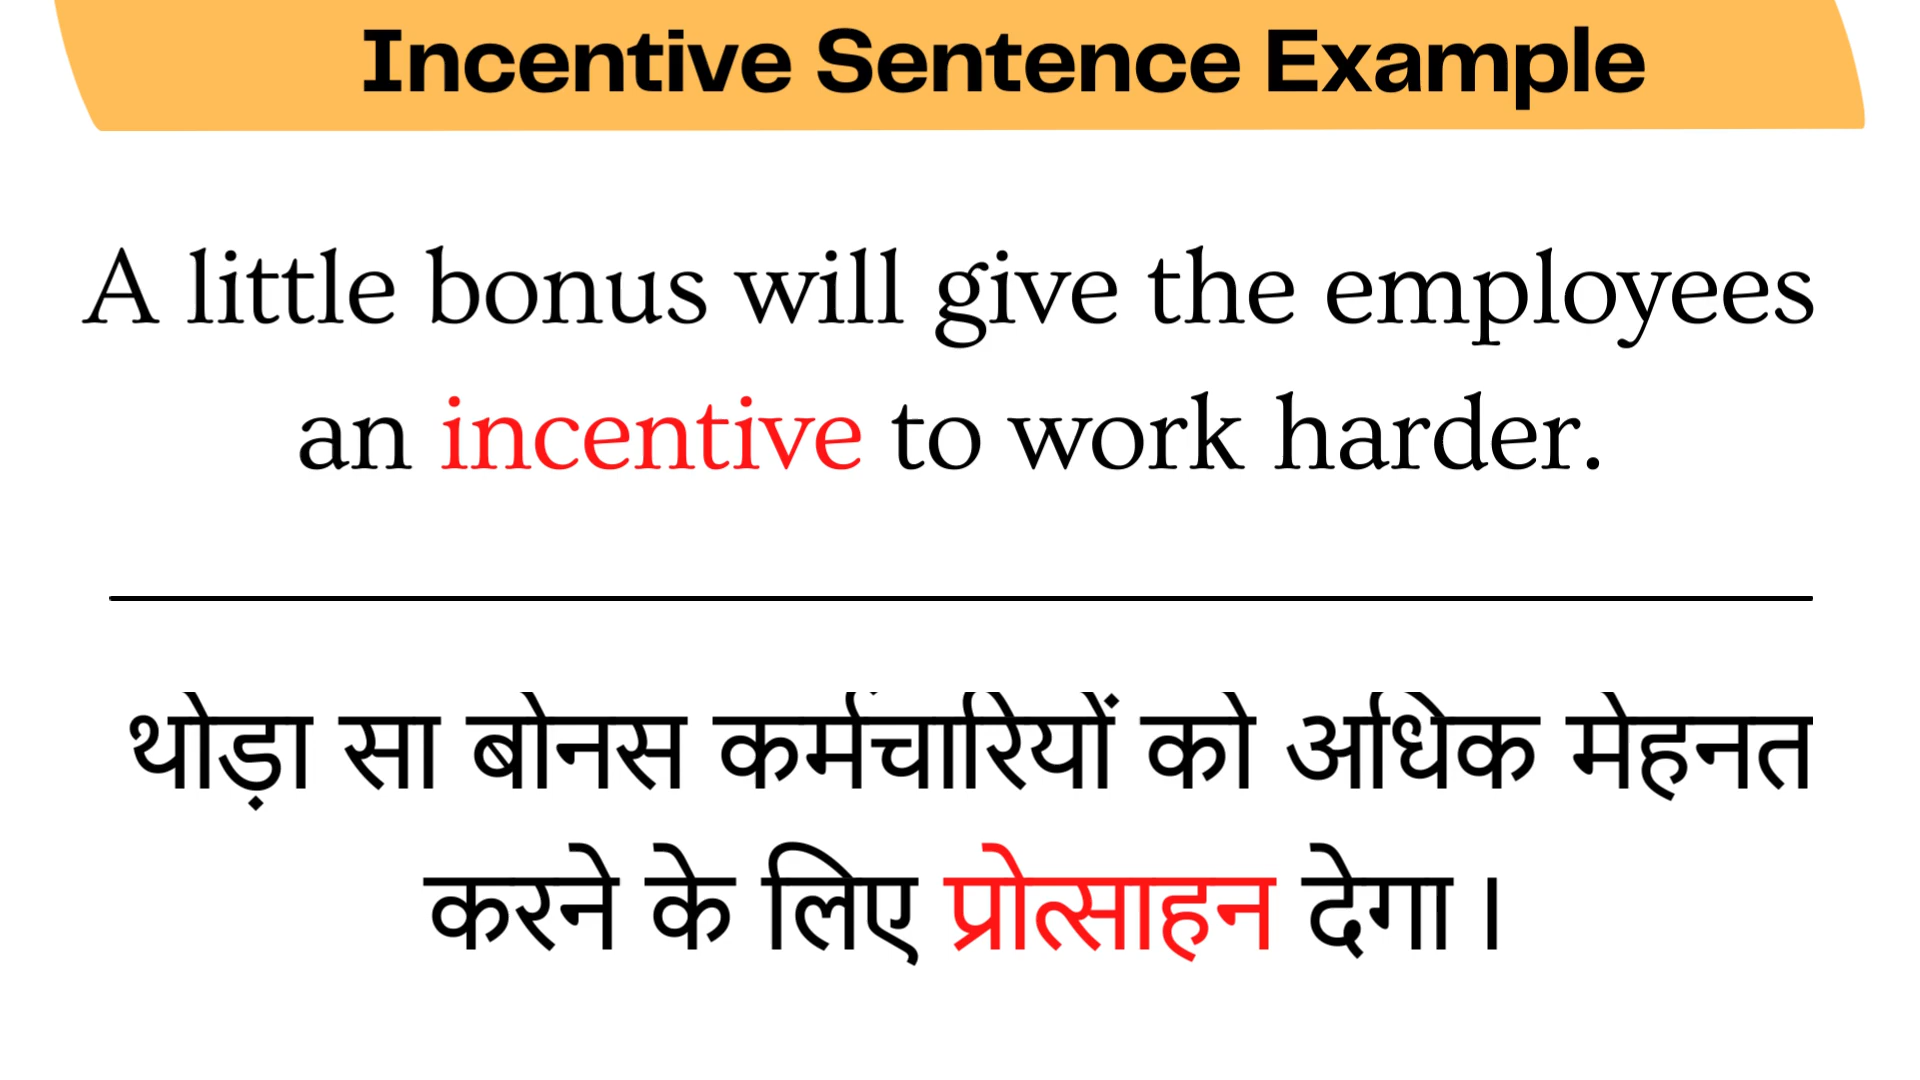 Incentive Sentence Example
A little bonus will give the employees
an incentive to work harder.
थोड़ा सा बोनस कर्मचारियों को अधिक मेहनत
करने के लिए प्रोत्साहन देगा।